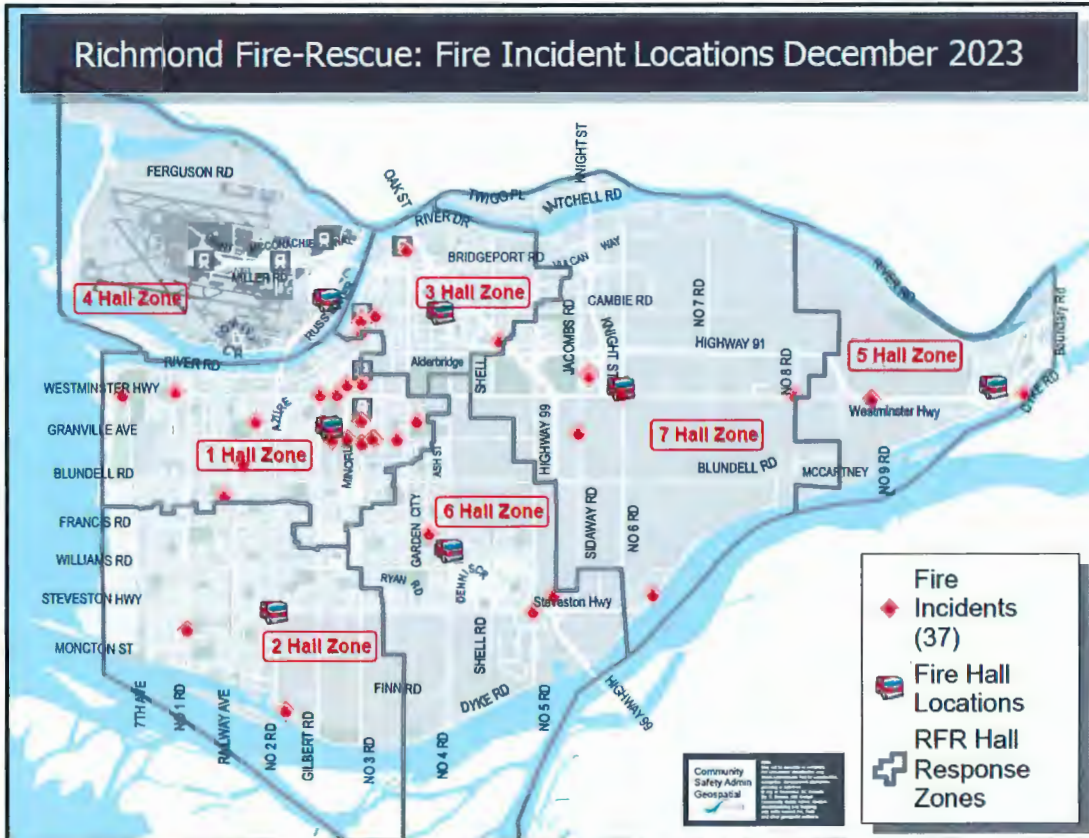 Richmond Fire-Rescue: Fire Incident Locations December 2023
KNIGHT ST
OAK ST
TWIGG PL
MITCHELL RD
FERGUSON RD
RIVER DR
BRIDGEPORT RD
VULCAN WAY
MILLER RD
4 Hall Zone
3 Hall Zone
CAMBIE RD
NO 7 RD
RIVER RD
Boundary Rd
HIGHWAY 91
JACOBS RD
RIVER RD
Alderbridge
SHELL
5 Hall Zone
NO 8 RD
DYKE RD
WESTMINSTER HWY
Westminster Hwy
AZURE
GRANVILLE AVE
HIGHWAY 99
7 Hall Zone
1 Hall Zone
MINORU
ASH ST
BLUNDELL RD
BLUNDELL RD
MCCARTNEY
NO 9 RD
FRANCIS RD
GARDEN CITY
6 Hall Zone
SIDAWAY RD
NO 6 RD
WILLIAMS RD
RYAN RD
STEVESTON HWY
Steveston Hwy
MONCTON ST
2 Hall Zone
SHELL RD
FINN RD
DYKE RD
HIGHWAY 99
7TH AVE
NO 1 RD
RAILWAY AVE
NO 2 RD
GILBERT RD
NO 3 RD
NO 4 RD
NO 5 RD
Fire
Incidents
(37)
Fire Hall
Locations
RFR Hall
Response
Zones
Community
Safety Admin
Geospatial